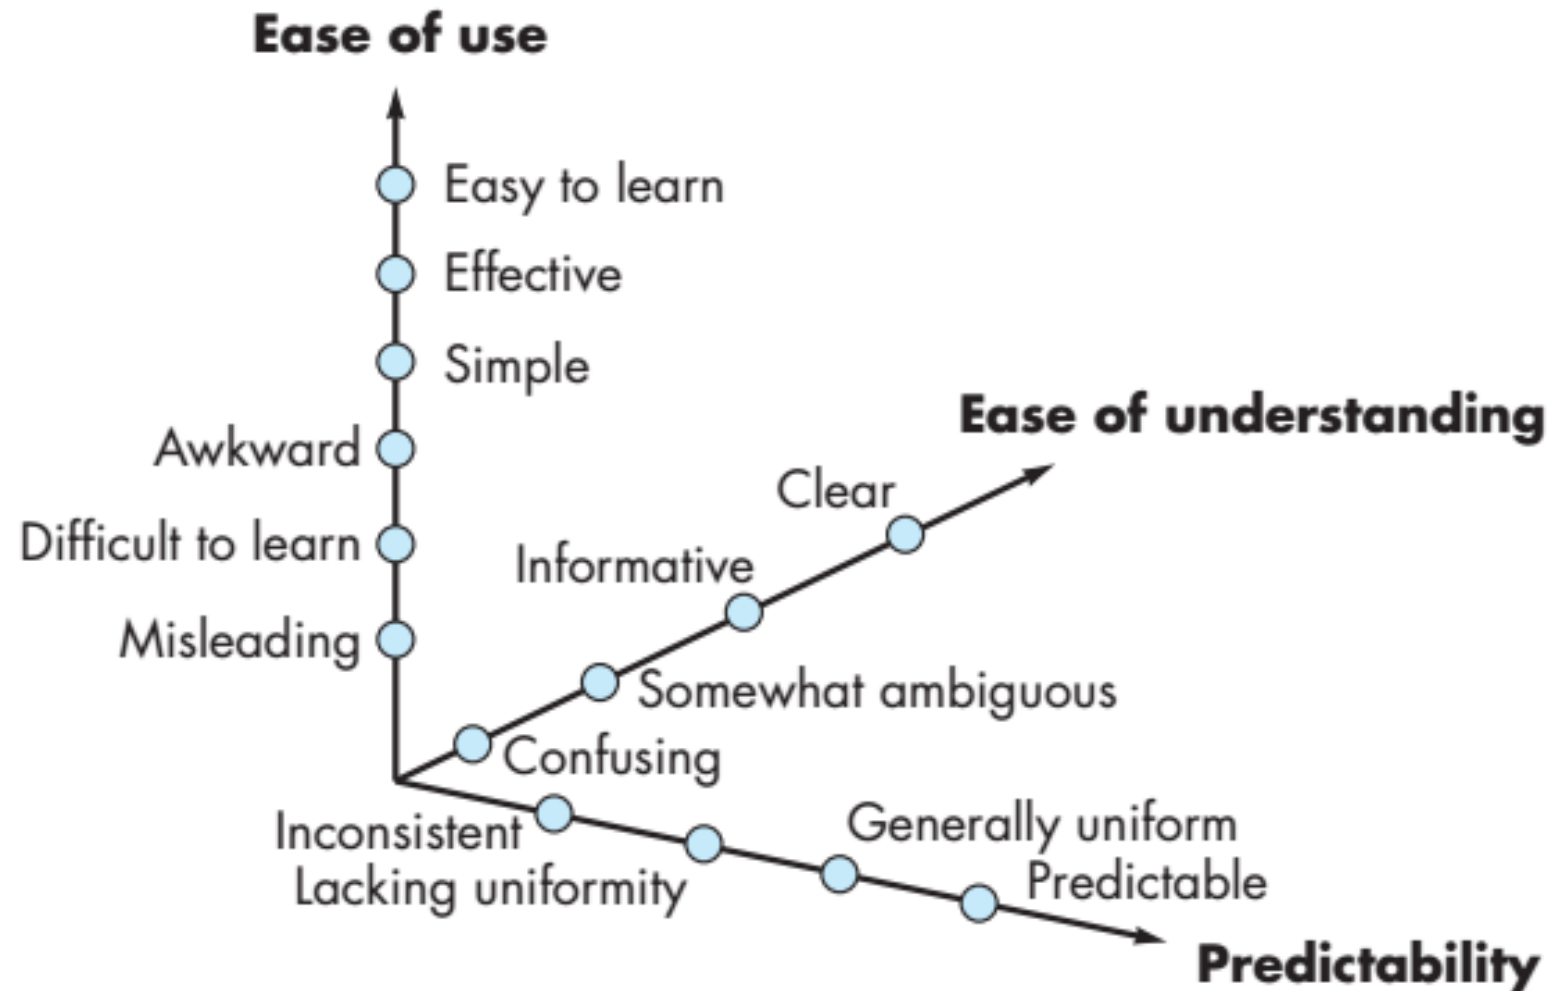 Ease of use
Easy to learn
Effective
Simple
Awkward
Difficult to learn
Misleading
Ease of understanding
Clear
Informative
Somewhat ambiguous
Confusing
Inconsistent
Lacking uniformity
Generally uniform
Predictable
Predictability